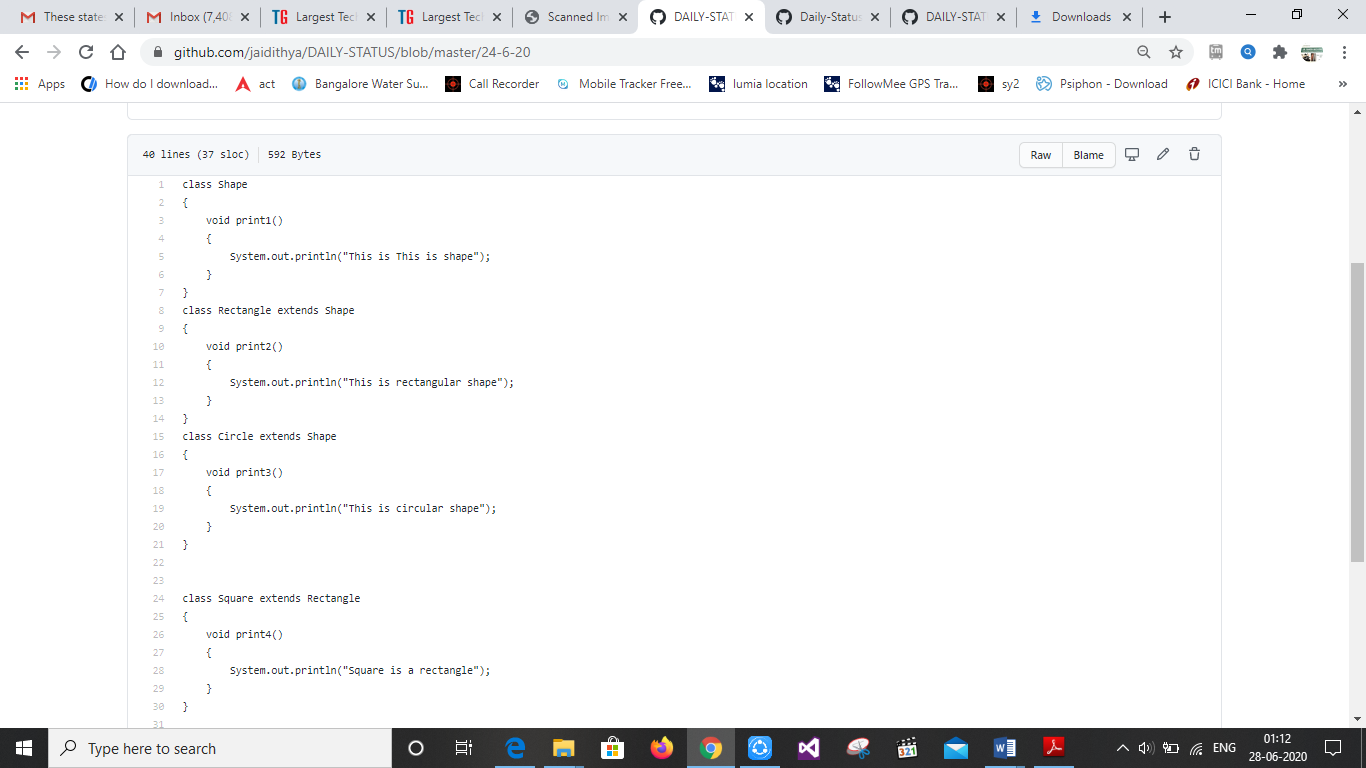 These state
Inbox (7,40
TG Largest Tec
TG Largest Tec
Scanned Im
DAILY-STAT
Daily-Status
DAILY-STAT
Downloads
github.com/jaidithya/DAILY-STATUS/blob/master/24-6-20
Apps
How do I download...
act
Bangalore Water Su...
Call Recorder
Mobile Tracker Free...
lumia location
FollowMee GPS Tra...
sy2
Psiphon - Download
ICICI Bank - Home
»
40 lines (37 sloc)
592 Bytes
Raw
Blame
1 class Shape
2 {
3 void print1()
4 {
5 System.out.println("This is This is shape");
6 }
7 }
8 class Rectangle extends Shape
9 {
10 void print2()
11 {
12 System.out.println("This is rectangular shape");
13 }
14 }
15 class Circle extends Shape
16 {
17 void print3()
18 {
19 System.out.println("This is circular shape");
20 }
21 }
22
23
24 class Square extends Rectangle
25 {
26 void print4()
27 {
28 System.out.println("Square is a rectangle");
29 }
30 }
31
Type here to search
321
ENG
01:12
28-06-2020